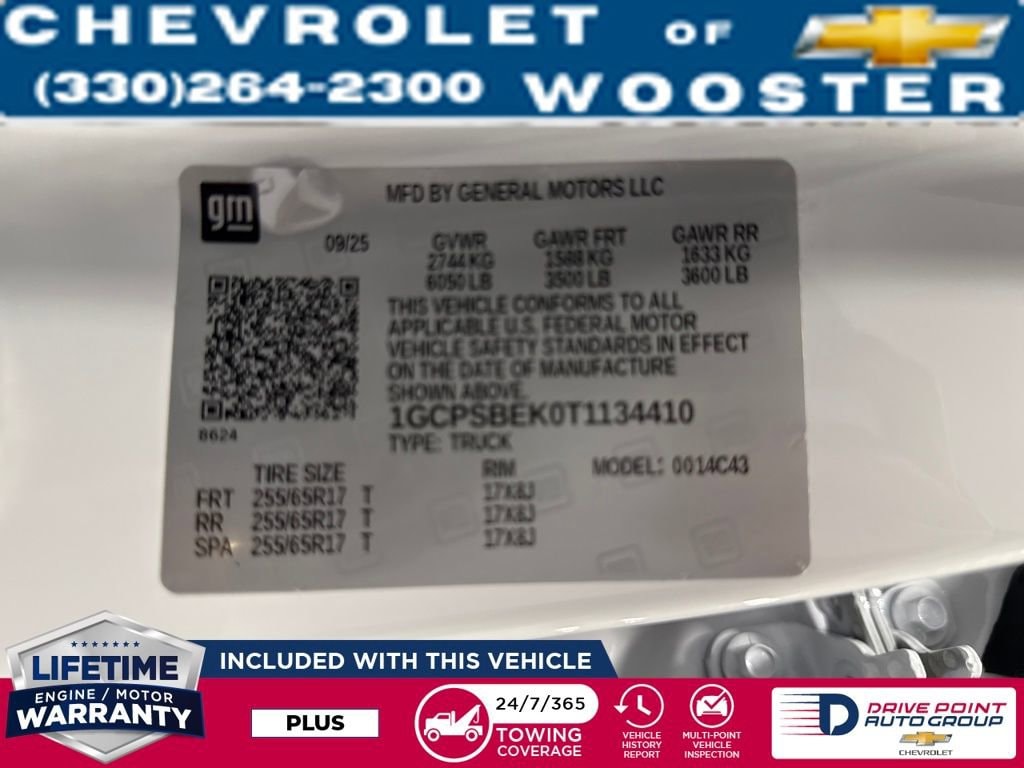 CHEVROLET OF
(330)264-2300 WOOSTER
gm
MFD BY GENERAL MOTORS LLC
09/25 GVWR GAWR FRT GAWR RR
2744 KG 1588 KG 1633 KG
6050 LB 3500 LB 3600 LB
THIS VEHICLE CONFORMS TO ALL
APPLICABLE U.S. FEDERAL MOTOR
VEHICLE SAFETY STANDARDS IN EFFECT
ON THE DATE OF MANUFACTURE
SHOWN ABOVE.
1GCPSBEK0T1134410
8624
TYPE: TRUCK
TIRE SIZE RIM MODEL: 0014C43
FRT 255/65R17 T 17X8J
RR 255/65R17 T 17X8J
SPA 255/65R17 T 17X8J
LIFETIME
ENGINE / MOTOR
WARRANTY
INCLUDED WITH THIS VEHICLE
PLUS
24/7/365
TOWING
COVERAGE
VEHICLE
HISTORY
REPORT
MULTI-POINT
VEHICLE
INSPECTION
DRIVE POINT
AUTO GROUP
CHEVROLET